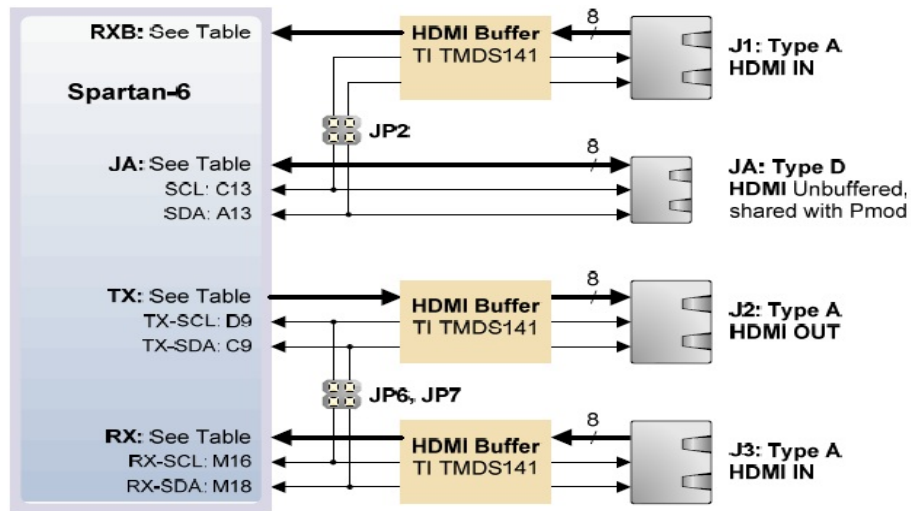 RXB: See Table
HDMI Buffer
TI TMDS141
8
J1: Type A
HDMI IN
Spartan-6
JP2
JA: See Table
SCL: C13
SDA: A13
8
JA: Type D
HDMI Unbuffered,
shared with Pmod
TX: See Table
TX-SCL: D9
TX-SDA: C9
HDMI Buffer
TI TMDS141
8
J2: Type A
HDMI OUT
JP6, JP7
RX: See Table
RX-SCL: M16
RX-SDA: M18
HDMI Buffer
TI TMDS141
8
J3: Type A
HDMI IN